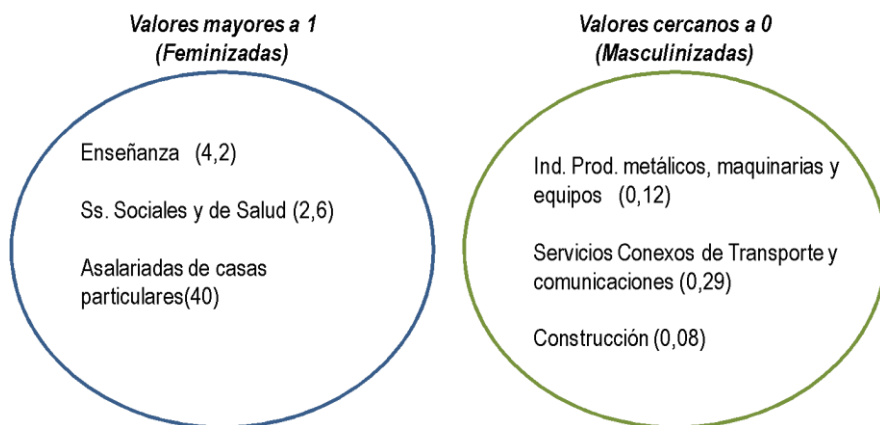 Valores mayores a 1
(Feminizadas)
Enseñanza (4,2)
Ss. Sociales y de Salud (2,6)
Asalariadas de casas
particulares(40)
Valores cercanos a 0
(Masculinizadas)
Ind. Prod. metálicos, maquinarias y
equipos (0,12)
Servicios Conexos de Transporte y
comunicaciones (0,29)
Construcción (0,08)